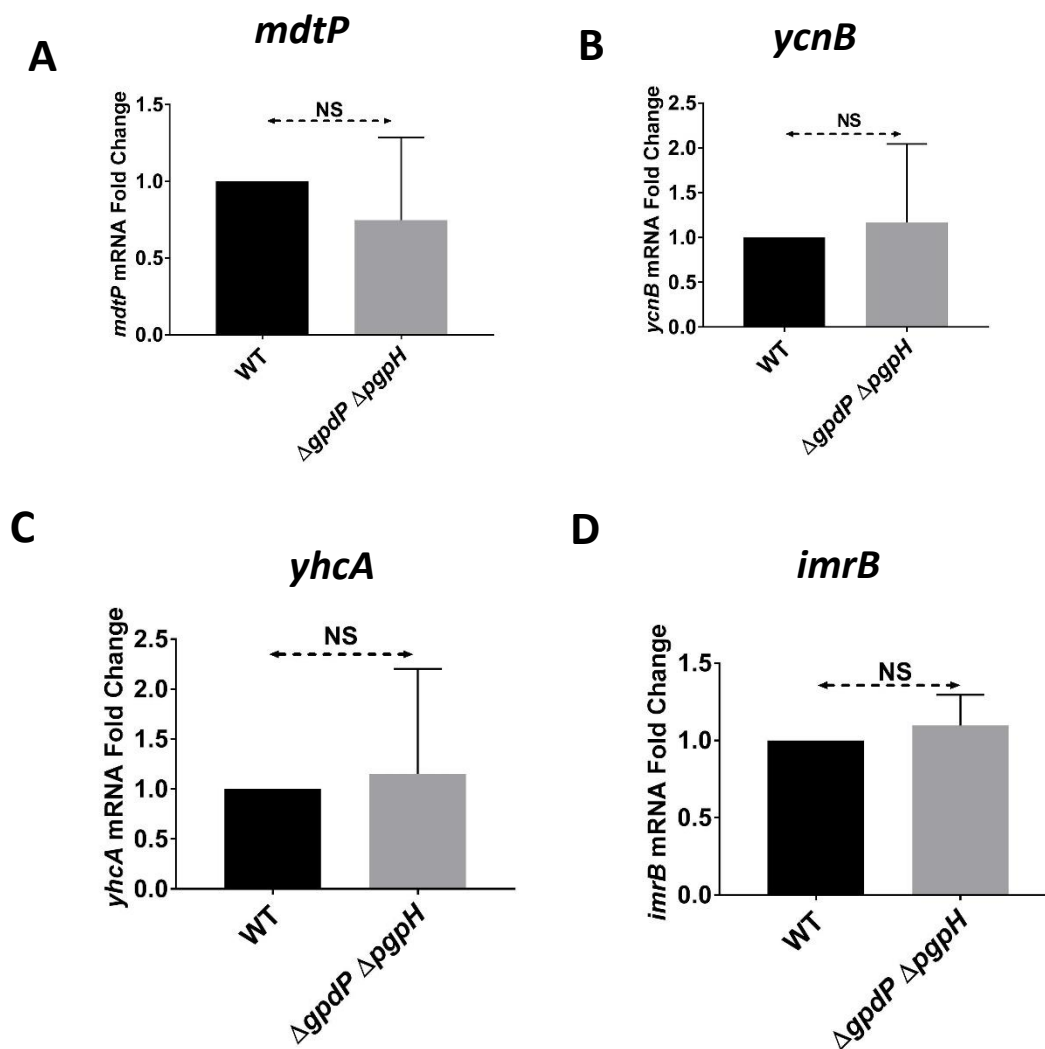 A
mdtP
mdtP mRNA Fold Change
1.5
1.0
0.5
0.0
NS
WT
ΔgpdP ΔpgpH
B
ycnB
ycnB mRNA Fold Change
2.5
2.0
1.5
1.0
0.5
0.0
NS
WT
ΔgpdP ΔpgpH
C
yhcA
yhcA mRNA Fold Change
2.5
2.0
1.5
1.0
0.5
0.0
NS
WT
ΔgpdP ΔpgpH
D
imrB
imrB mRNA Fold Change
1.5
1.0
0.5
0.0
NS
WT
ΔgpdP ΔpgpH